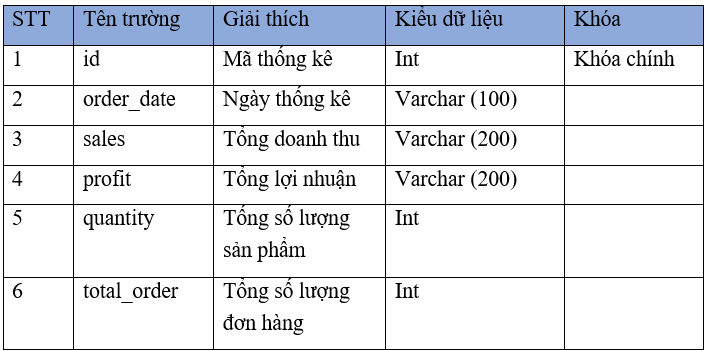 STT Tên trường Giải thích Kiểu dữ liệu Khóa
1 id Mã thống kê Int Khóa chính
2 order_date Ngày thống kê Varchar (100)
3 sales Tổng doanh thu Varchar (200)
4 profit Tổng lợi nhuận Varchar (200)
5 quantity Tống số lượng Int
sản phẩm
6 total_order Tổng số lượng Int
đơn hàng